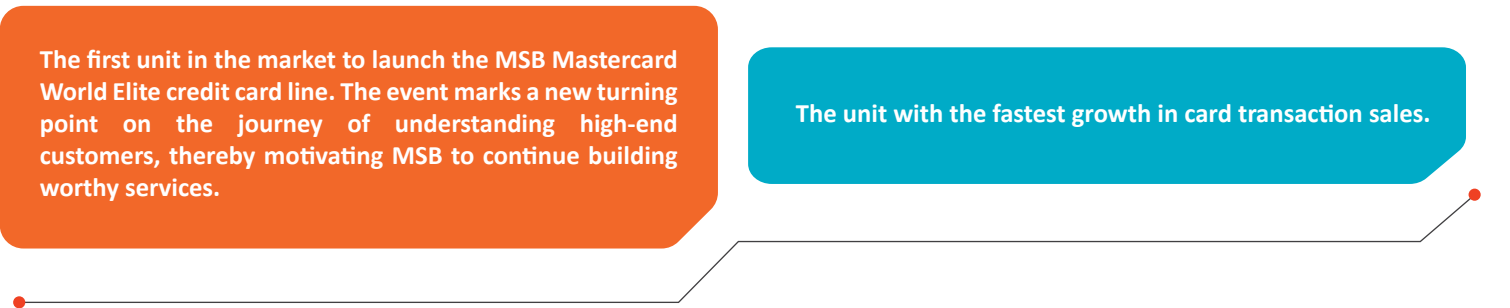 The first unit in the market to launch the MSB Mastercard
World Elite credit card line. The event marks a new turning
point on the journey of understanding high-end
customers, thereby motivating MSB to continue building
worthy services.
The unit with the fastest growth in card transaction sales.